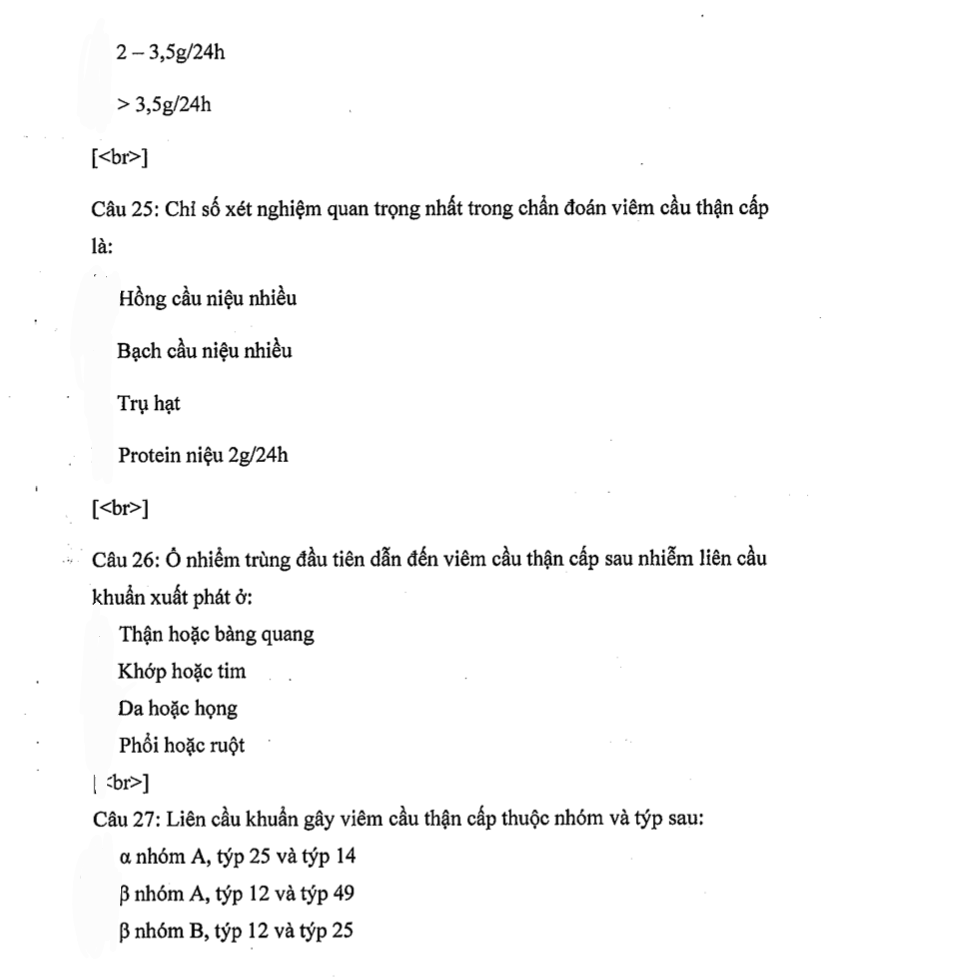 2 – 3,5g/24h
> 3,5g/24h
[<br>]
Câu 25: Chỉ số xét nghiệm quan trọng nhất trong chẩn đoán viêm cầu thận cấp
là:
Hồng cầu niệu nhiều
Bạch cầu niệu nhiều
Trụ hạt
Protein niệu 2g/24h
[<br>]
Câu 26: Ổ nhiễm trùng đầu tiên dẫn đến viêm cầu thận cấp sau nhiễm liên cầu
khuẩn xuất phát ở:
Thận hoặc bàng quang
Khớp hoặc tim
Da hoặc họng
Phổi hoặc ruột
[<br>]
Câu 27: Liên cầu khuẩn gây viêm cầu thận cấp thuộc nhóm và týp sau:
α nhóm A, týp 25 và týp 14
β nhóm A, týp 12 và týp 49
β nhóm B, týp 12 và týp 25